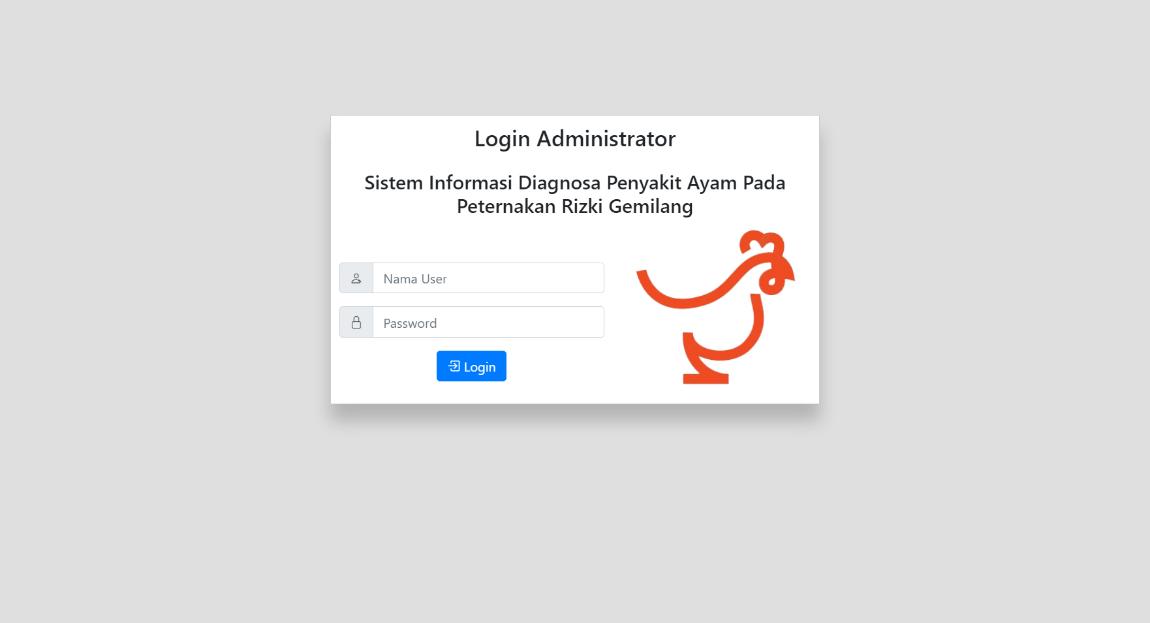 Login Administrator
Sistem Informasi Diagnosa Penyakit Ayam Pada
Peternakan Rizki Gemilang
Nama User
Password
Login